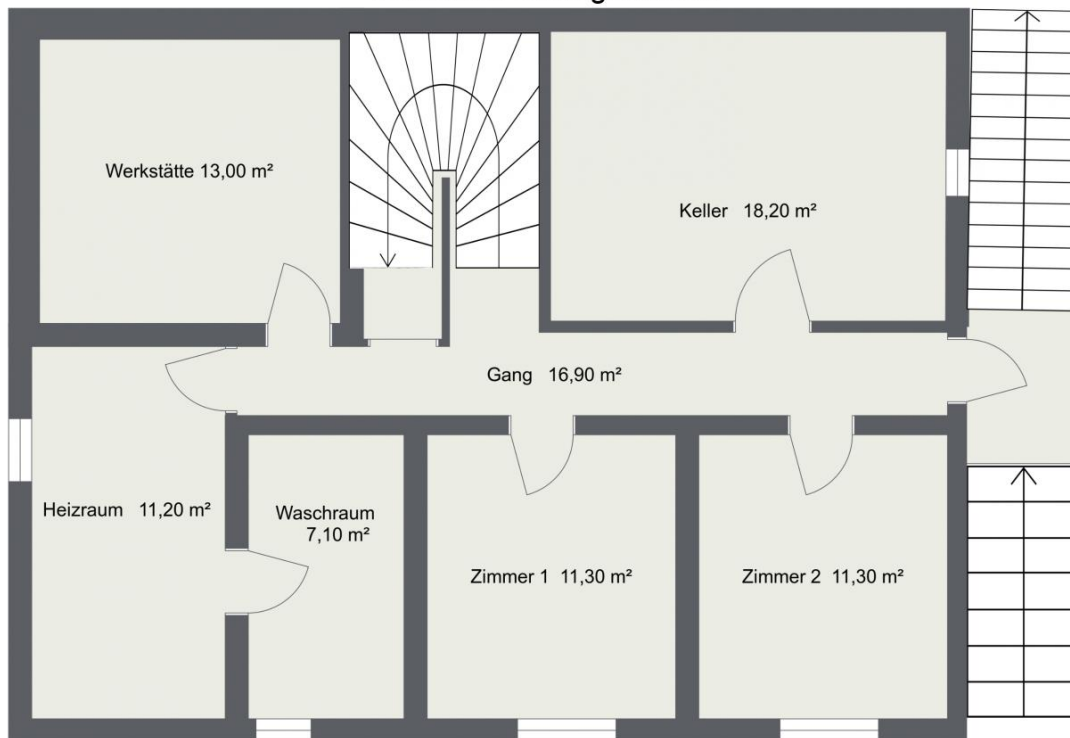 Werkstätte 13,00 m²
Keller 18,20 m²
Gang 16,90 m²
Heizraum 11,20 m²
Waschraum
7,10 m²
Zimmer 1 11,30 m²
Zimmer 2 11,30 m²